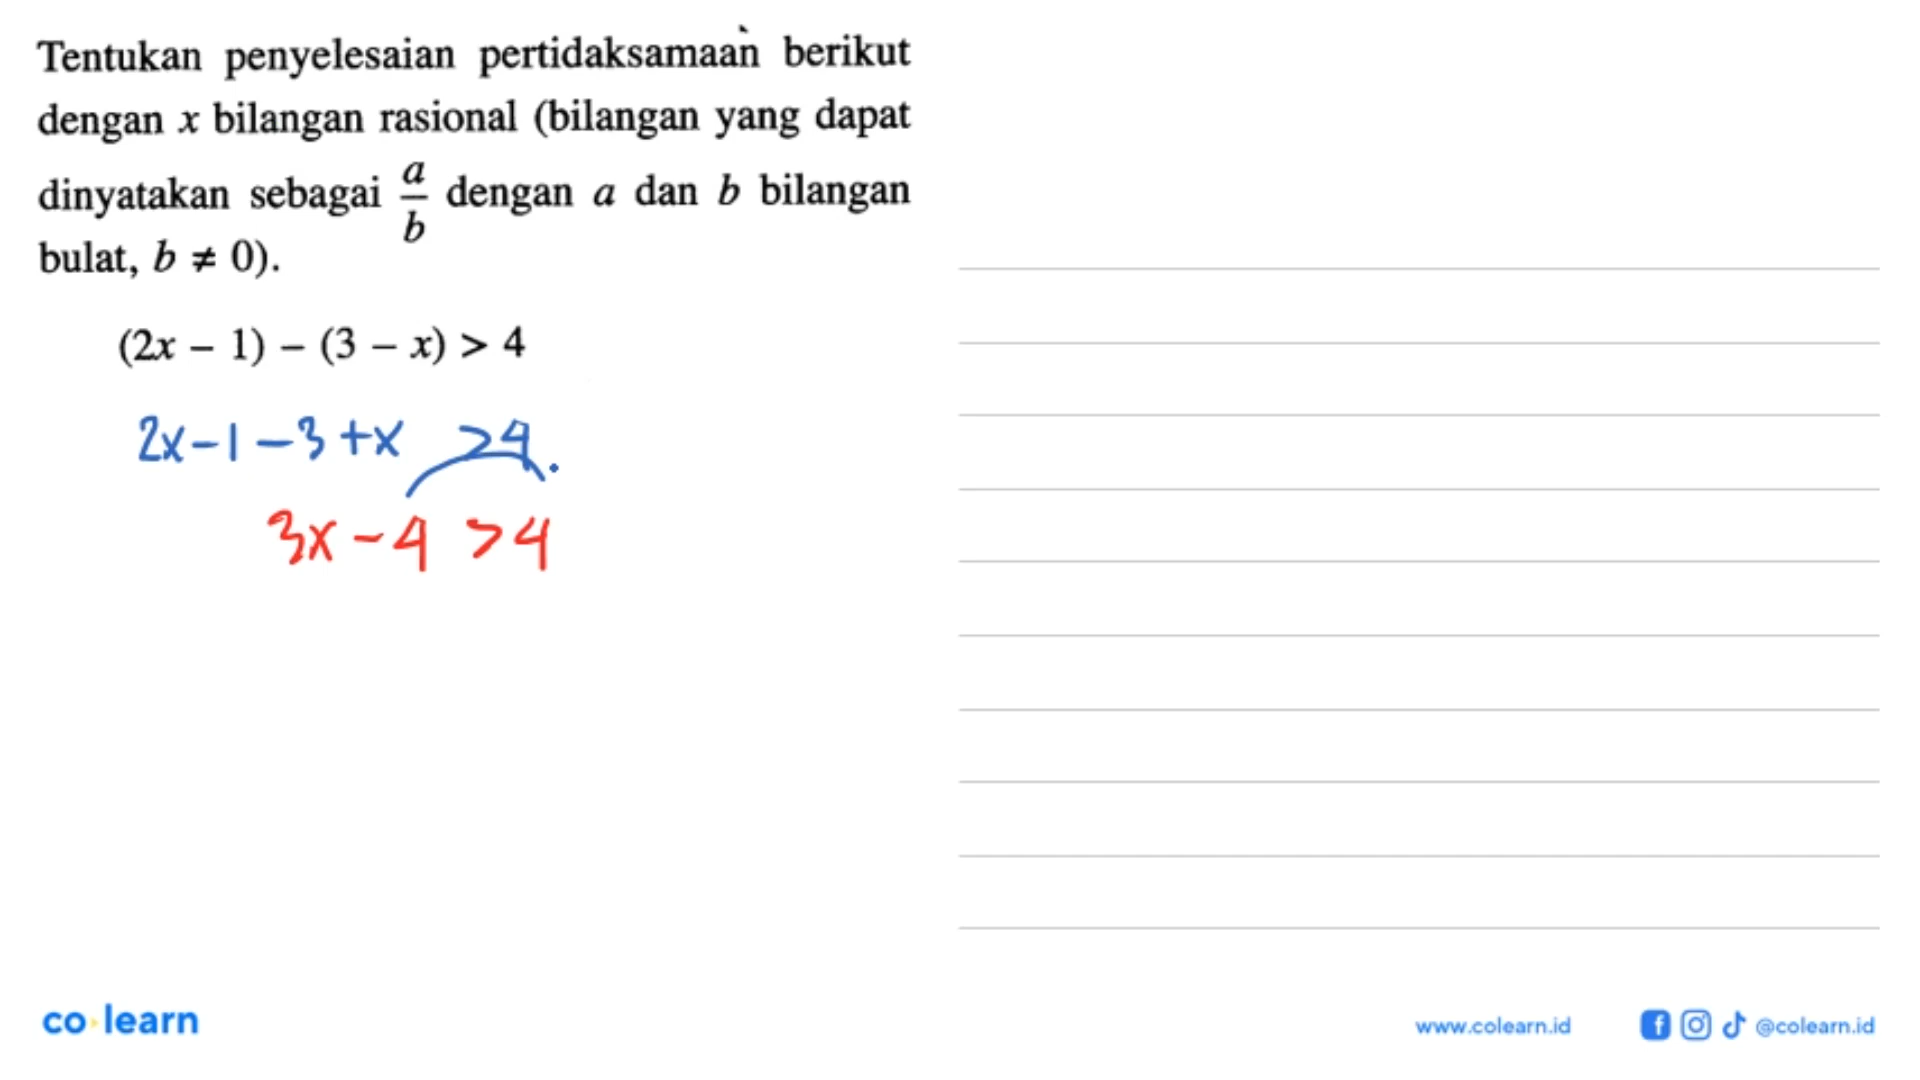 Tentukan penyelesaian pertidaksamaan berikut
dengan x bilangan rasional (bilangan yang dapat
dinyatakan sebagai a/b dengan a dan b bilangan
bulat, b ≠ 0).
(2x − 1) − (3 − x) > 4
2x-1-3+x >4.
3x-4 >4
co learn
www.colearn.id
@colearn.id